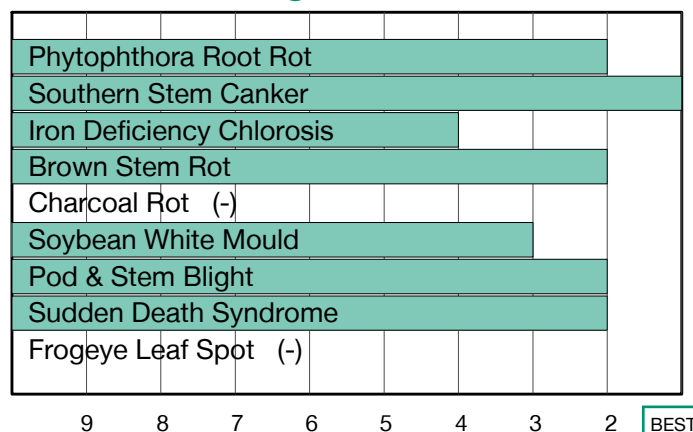 Phytophthora Root Rot
Southern Stem Canker
Iron Deficiency Chlorosis
Brown Stem Rot
Charcoal Rot (-)
Soybean White Mould
Pod & Stem Blight
Sudden Death Syndrome
Frogeye Leaf Spot (-)
9 8 7 6 5 4 3 2 BEST